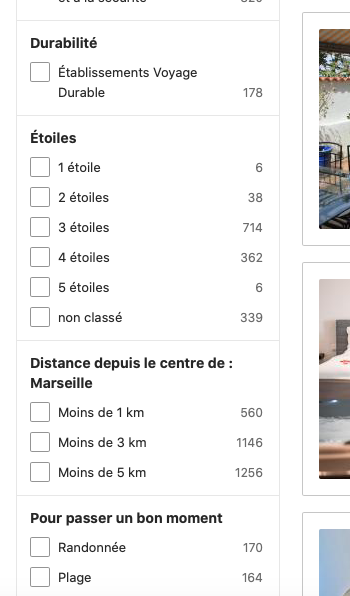 Durabilité
Établissements Voyage
Durable 178
Étoiles
1 étoile 6
2 étoiles 38
3 étoiles 714
4 étoiles 362
5 étoiles 6
non classé 339
Distance depuis le centre de :
Marseille
Moins de 1 km 560
Moins de 3 km 1146
Moins de 5 km 1256
Pour passer un bon moment
Randonnée 170
Plage 164